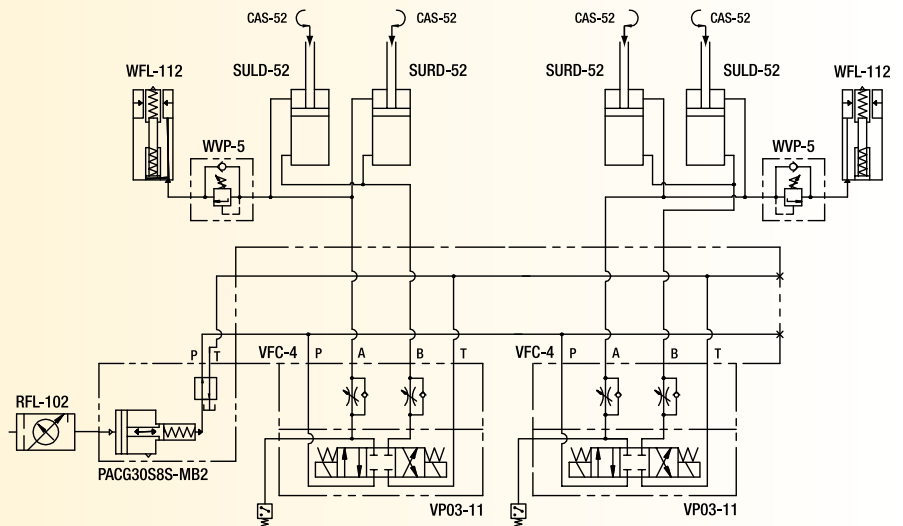 CAS-52 CAS-52 CAS-52 CAS-52
SULD-52 SURD-52 SURD-52 SULD-52
WFL-112 WFL-112
WVP-5 WVP-5
P T VFC-4 P A B T VFC-4 P A B T
RFL-102
PACG30S8S-MB2
VP03-11 VP03-11